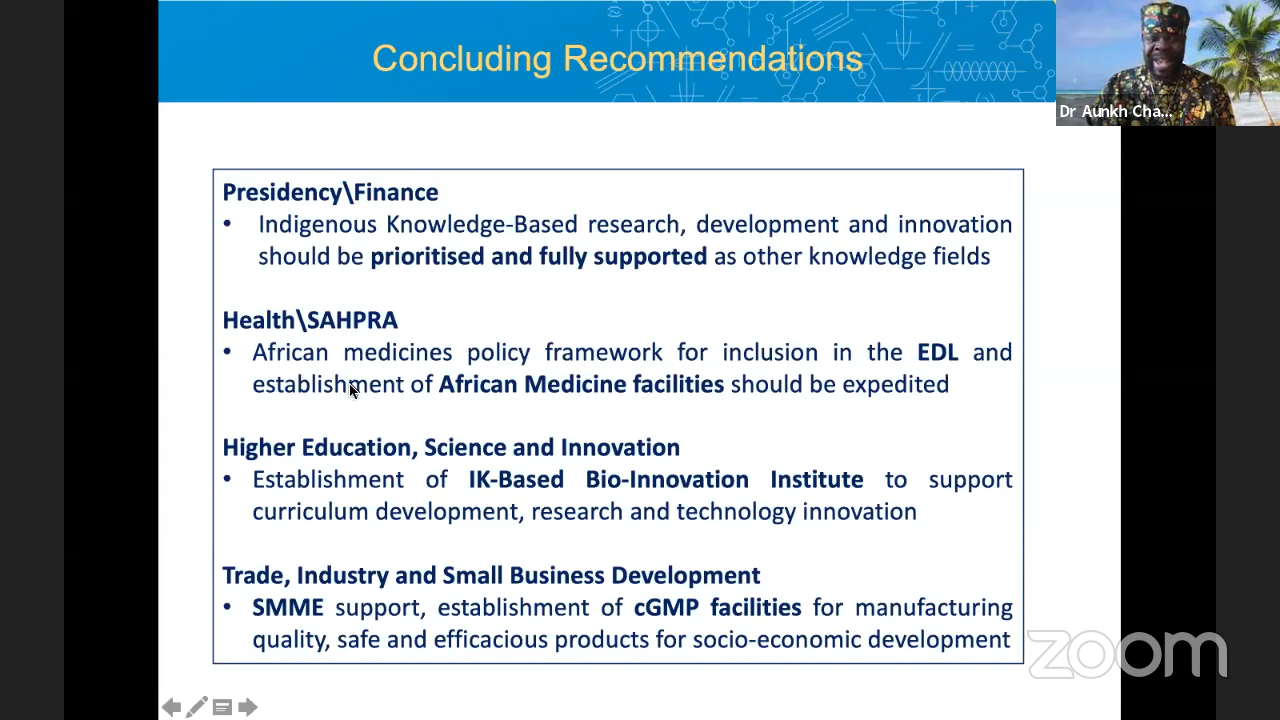 Concluding Recommendations
Dr Aunkh Cha...
Presidency\Finance
• Indigenous Knowledge-Based research, development and innovation
should be prioritised and fully supported as other knowledge fields
Health\SAHPRA
• African medicines policy framework for inclusion in the EDL and
establishment of African Medicine facilities should be expedited
Higher Education, Science and Innovation
• Establishment of IK-Based Bio-Innovation Institute to support
curriculum development, research and technology innovation
Trade, Industry and Small Business Development
• SMME support, establishment of cGMP facilities for manufacturing
quality, safe and efficacious products for socio-economic development
zoom